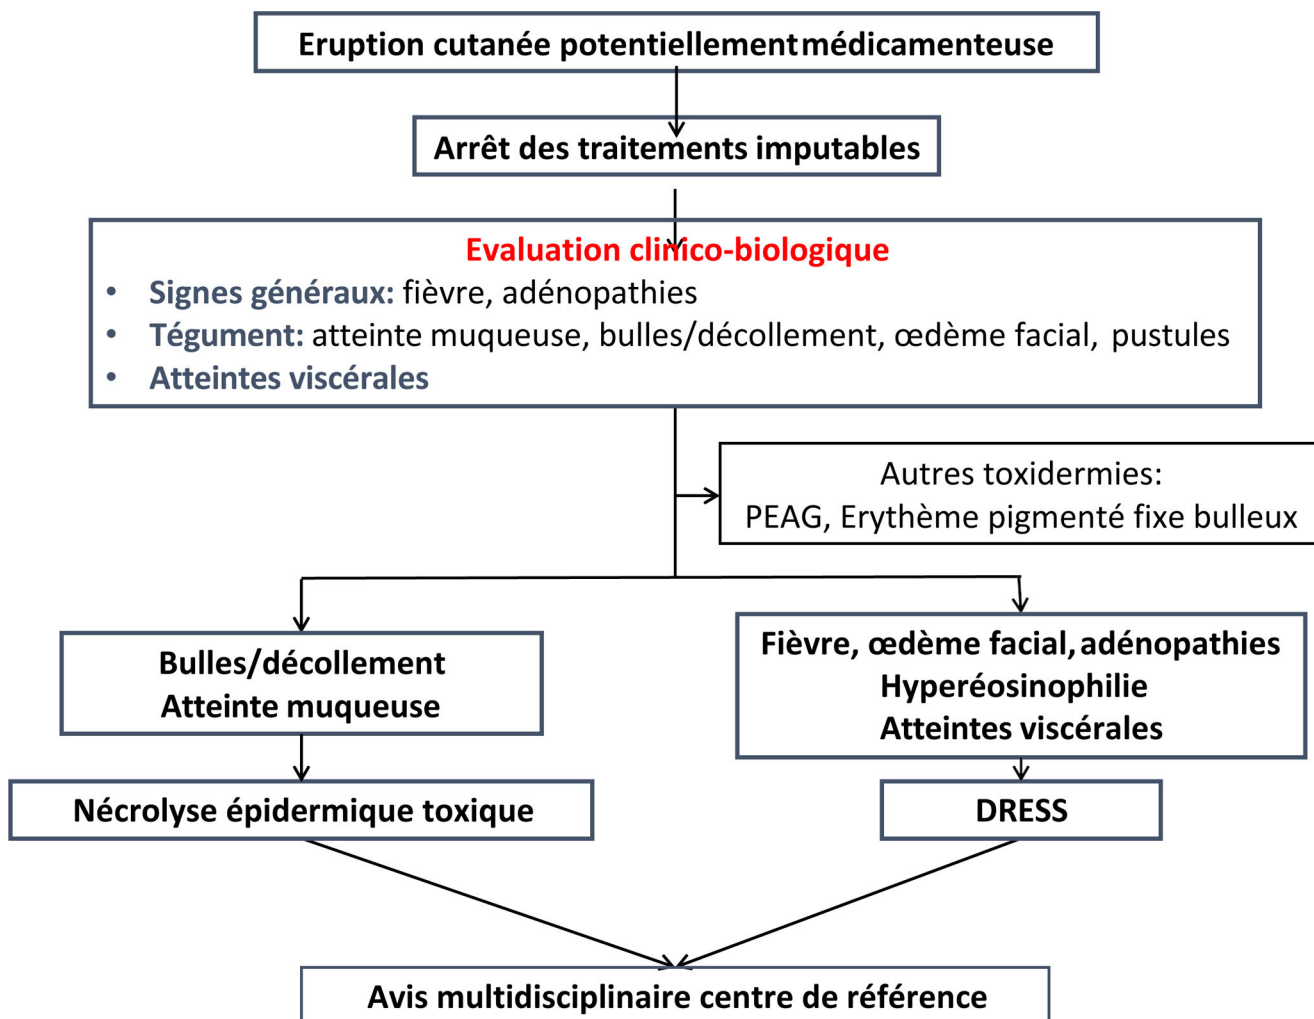 Eruption cutanée potentiellement médicamenteuse
Arrêt des traitements imputables
Evaluation clinico-biologique
• Signes généraux: fièvre, adénopathies
• Tégument: atteinte muqueuse, bulles/décollement, œdème facial, pustules
• Atteintes viscérales
Autres toxidermies:
PEAG, Erythème pigmenté fixe bulleux
Bulles/décollement
Atteinte muqueuse
Fièvre, œdème facial, adénopathies
Hyperéosinophilie
Atteintes viscérales
Nécrolyse épidermique toxique
DRESS
Avis multidisciplinaire centre de référence